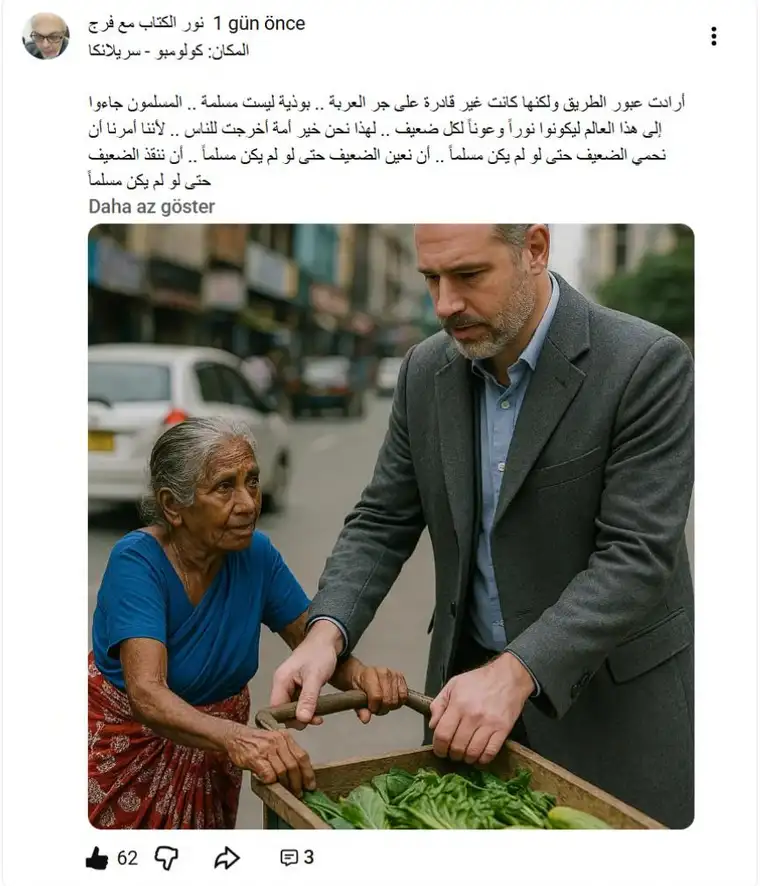 نور الكتاب مع فرج 1 gün önce
المكان: كولومبو - سريلانكا
أرادت عبور الطريق ولكنها كانت غير قادرة على جر العربة .. بوذية ليست مسلمة .. المسلمون جاءوا
إلى هذا العالم ليكونوا نوراً وعوناً لكل ضعيف .. لهذا نحن خير أمة أخرجت للناس .. لأننا أمرنا أن
نحمي الضعيف حتى لو لم يكن مسلماً .. أن نعين الضعيف حتى لو لم يكن مسلماً .. أن ننقذ الضعيف
حتى لو لم يكن مسلماً
Daha az göster
62
3